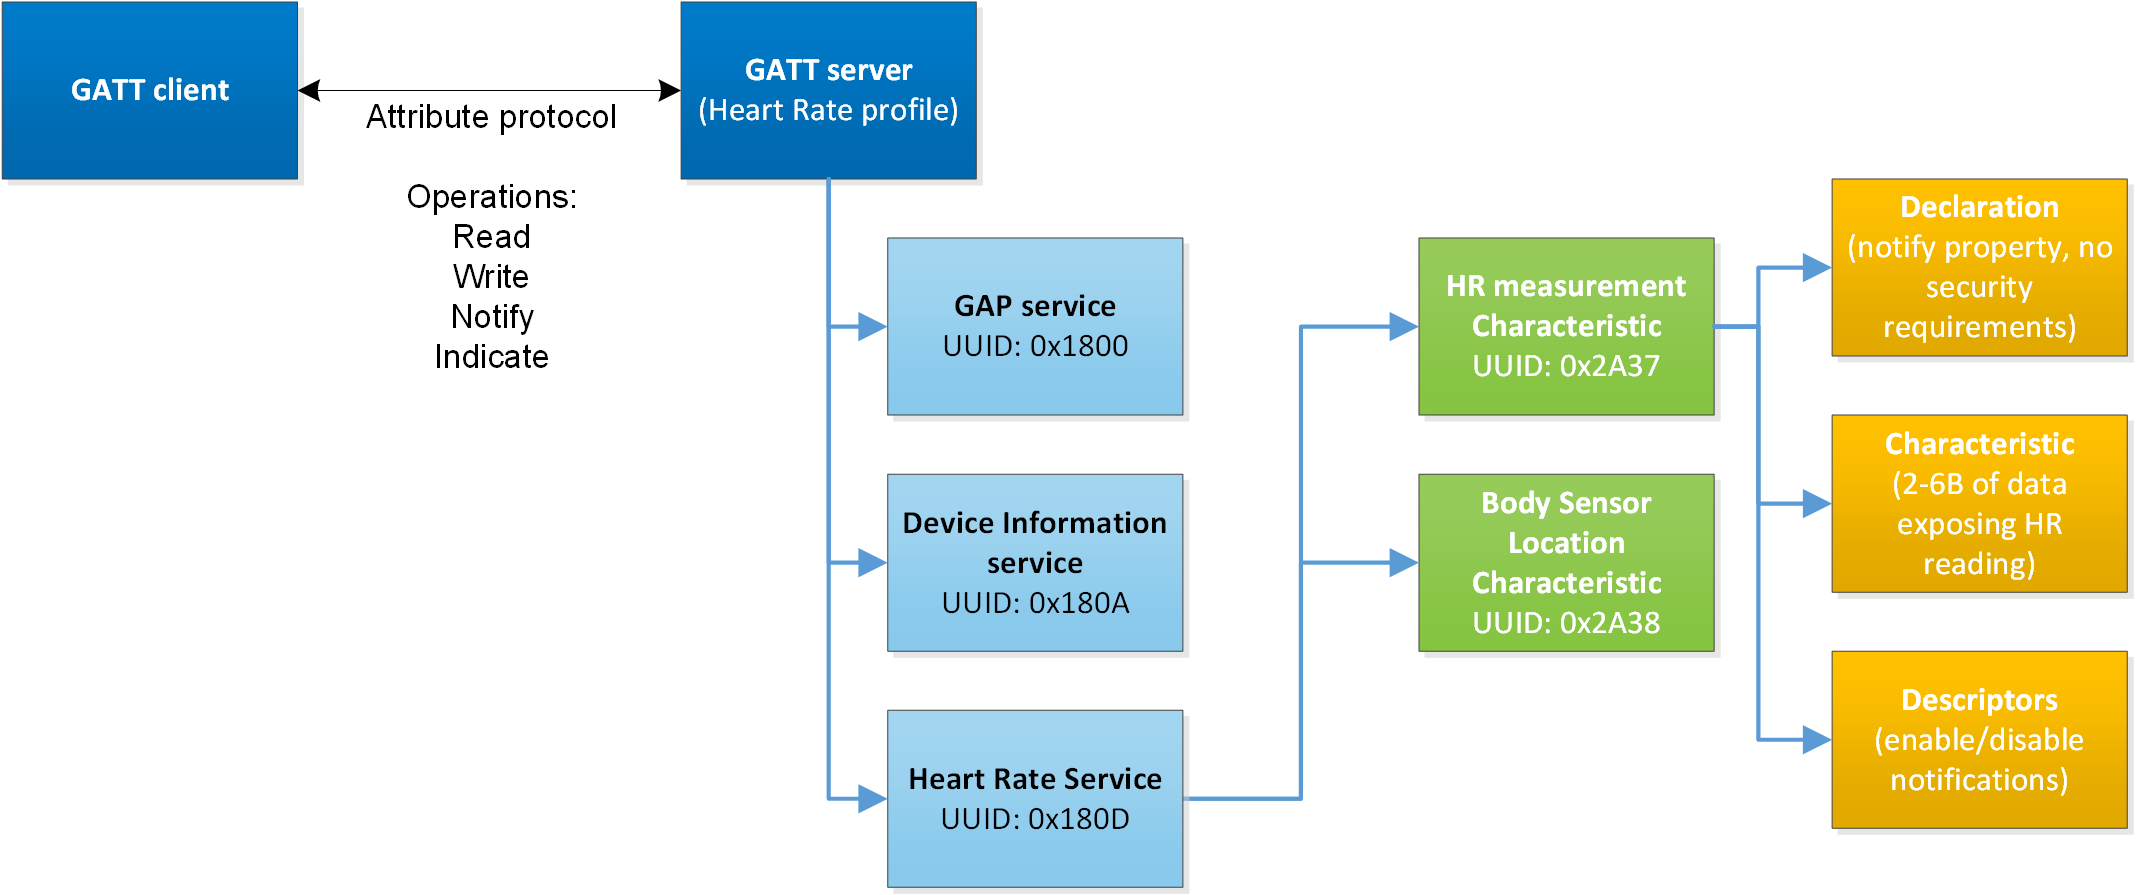 GATT client
Attribute protocol
Operations:
Read
Write
Notify
Indicate
GATT server
(Heart Rate profile)
GAP service
UUID: 0x1800
Device Information
service
UUID: 0x180A
Heart Rate Service
UUID: 0x180D
HR measurement
Characteristic
UUID: 0x2A37
Body Sensor
Location
Characteristic
UUID: 0x2A38
Declaration
(notify property, no
security
requirements)
Characteristic
(2-6B of data
exposing HR
reading)
Descriptors
(enable/disable
notifications)